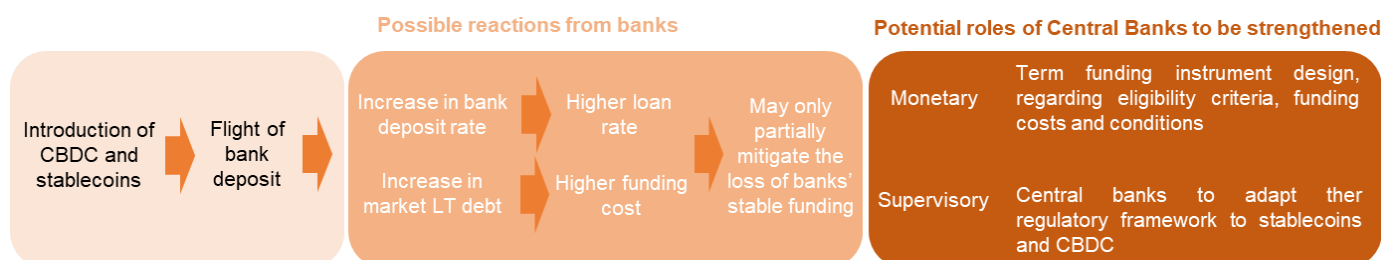 Possible reactions from banks
Potential roles of Central Banks to be strengthened
Introduction of
CBDC and
stablecoins
Flight of
bank
deposit
Increase in bank
deposit rate
Higher loan
rate
Increase in
market LT debt
Higher funding
cost
May only
partially
mitigate the
loss of banks’
stable funding
Monetary
Term funding instrument design,
regarding eligibility criteria, funding
costs and conditions
Supervisory
Central banks to adapt ther
regulatory framework to stablecoins
and CBDC